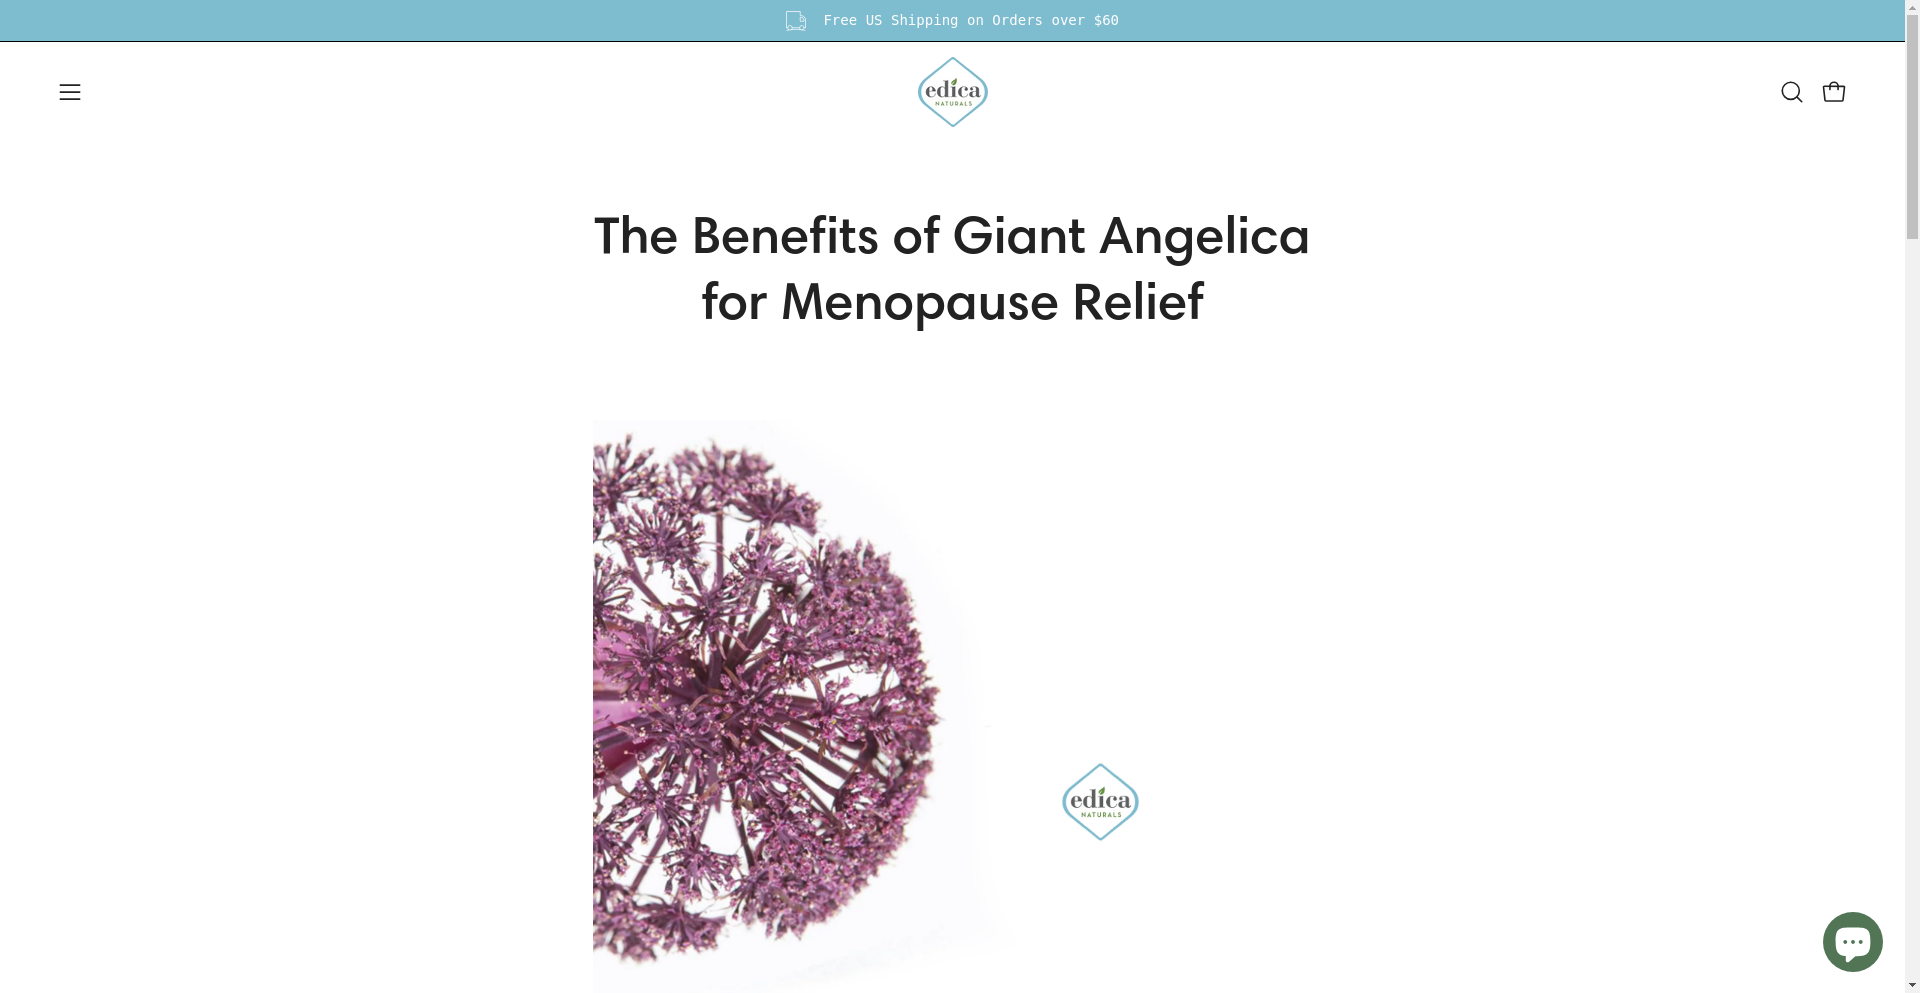 Free US Shipping on Orders over $60
edica
NATURALS
The Benefits of Giant Angelica
for Menopause Relief
edica
NATURALS